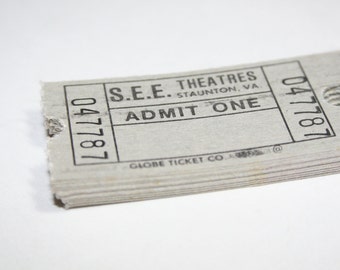 047787
S.E.E. THEATRES
STAUNTON, VA.
ADMIT ONE
047787
GLOBE TICKET CO.